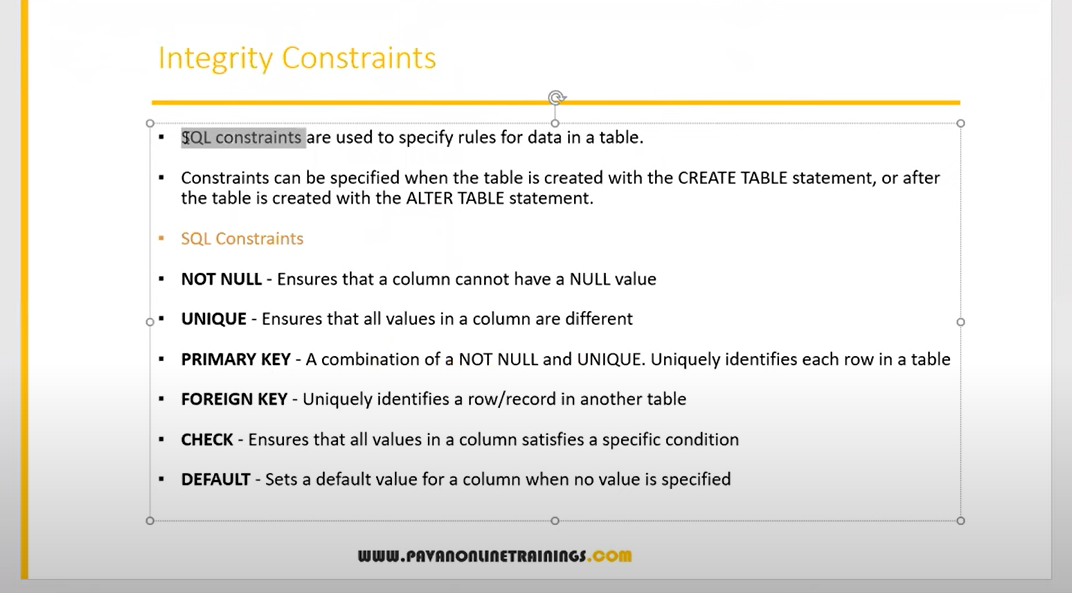 Integrity Constraints
▪ SQL constraints are used to specify rules for data in a table.
▪ Constraints can be specified when the table is created with the CREATE TABLE statement, or after
the table is created with the ALTER TABLE statement.
▪ SQL Constraints
▪ NOT NULL - Ensures that a column cannot have a NULL value
▪ UNIQUE - Ensures that all values in a column are different
▪ PRIMARY KEY - A combination of a NOT NULL and UNIQUE. Uniquely identifies each row in a table
▪ FOREIGN KEY - Uniquely identifies a row/record in another table
▪ CHECK - Ensures that all values in a column satisfies a specific condition
▪ DEFAULT - Sets a default value for a column when no value is specified
WWW.PAVANONLINETRAININGS.COM